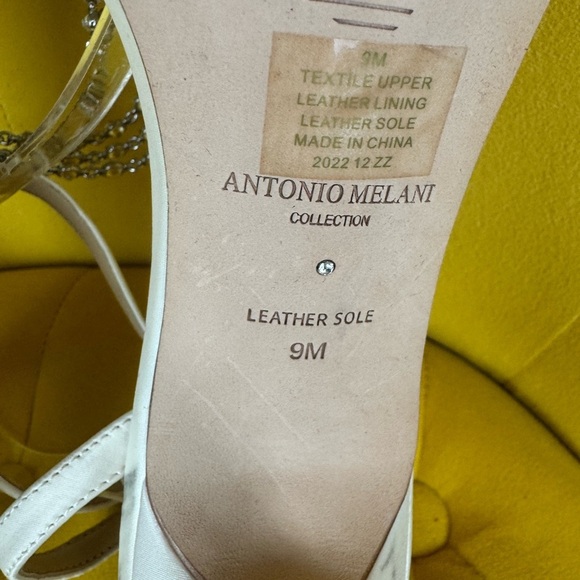 9M
TEXTILE UPPER
LEATHER LINING
LEATHER SOLE
MADE IN CHINA
2022 12 ZZ
ANTONIO MELANI
COLLECTION
LEATHER SOLE
9M